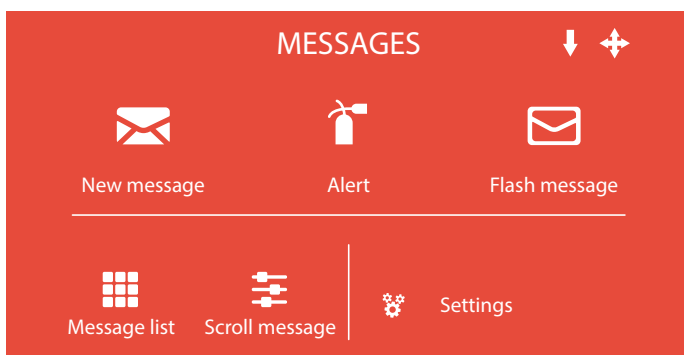 MESSAGES
New message
Alert
Flash message
Message list
Scroll message
Settings